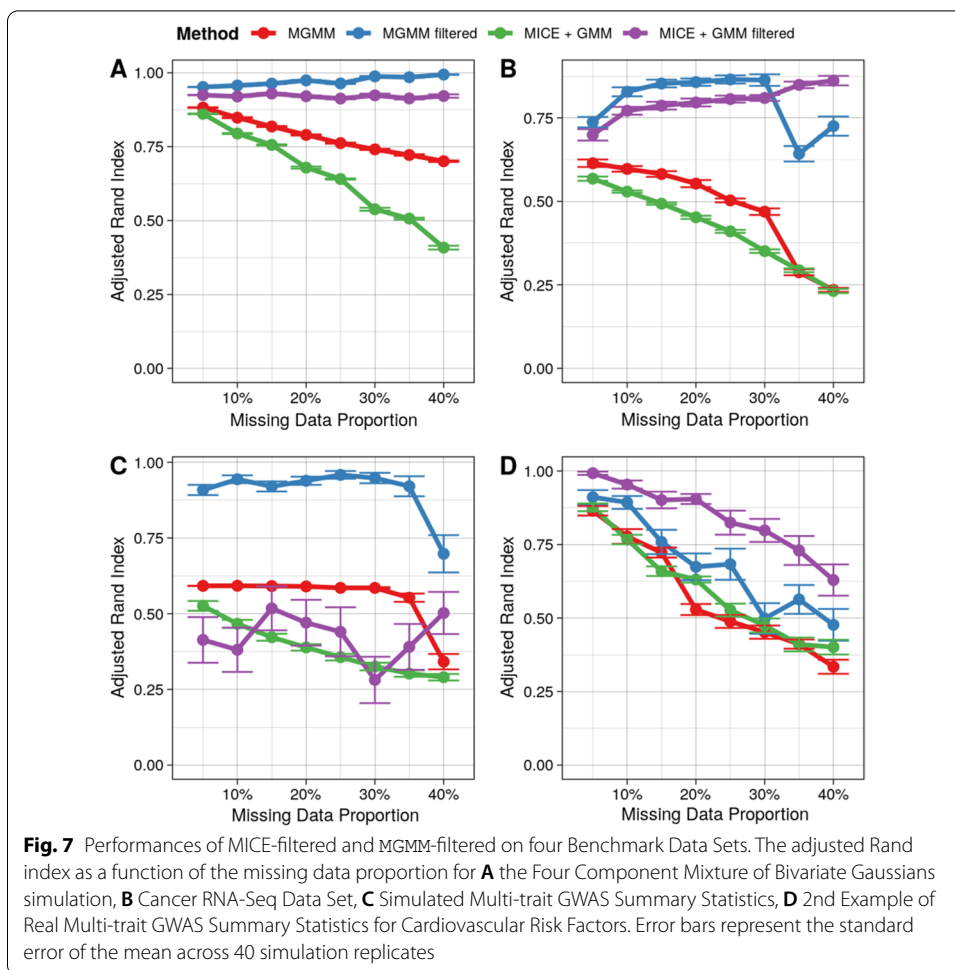 Method MGMM MGMM filtered MICE + GMM MICE + GMM filtered
A
1.00
0.75
0.50
0.25
0.00
Adjusted Rand Index
10% 20% 30% 40%
Missing Data Proportion
B
0.75
0.50
0.25
0.00
Adjusted Rand Index
10% 20% 30% 40%
Missing Data Proportion
C
1.00
0.75
0.50
0.25
0.00
Adjusted Rand Index
10% 20% 30% 40%
Missing Data Proportion
D
1.00
0.75
0.50
0.25
0.00
Adjusted Rand Index
10% 20% 30% 40%
Missing Data Proportion
Fig. 7 Performances of MICE-filtered and MGMM-filtered on four Benchmark Data Sets. The adjusted Rand
index as a function of the missing data proportion for A the Four Component Mixture of Bivariate Gaussians
simulation, B Cancer RNA-Seq Data Set, C Simulated Multi-trait GWAS Summary Statistics, D 2nd Example of
Real Multi-trait GWAS Summary Statistics for Cardiovascular Risk Factors. Error bars represent the standard
error of the mean across 40 simulation replicates